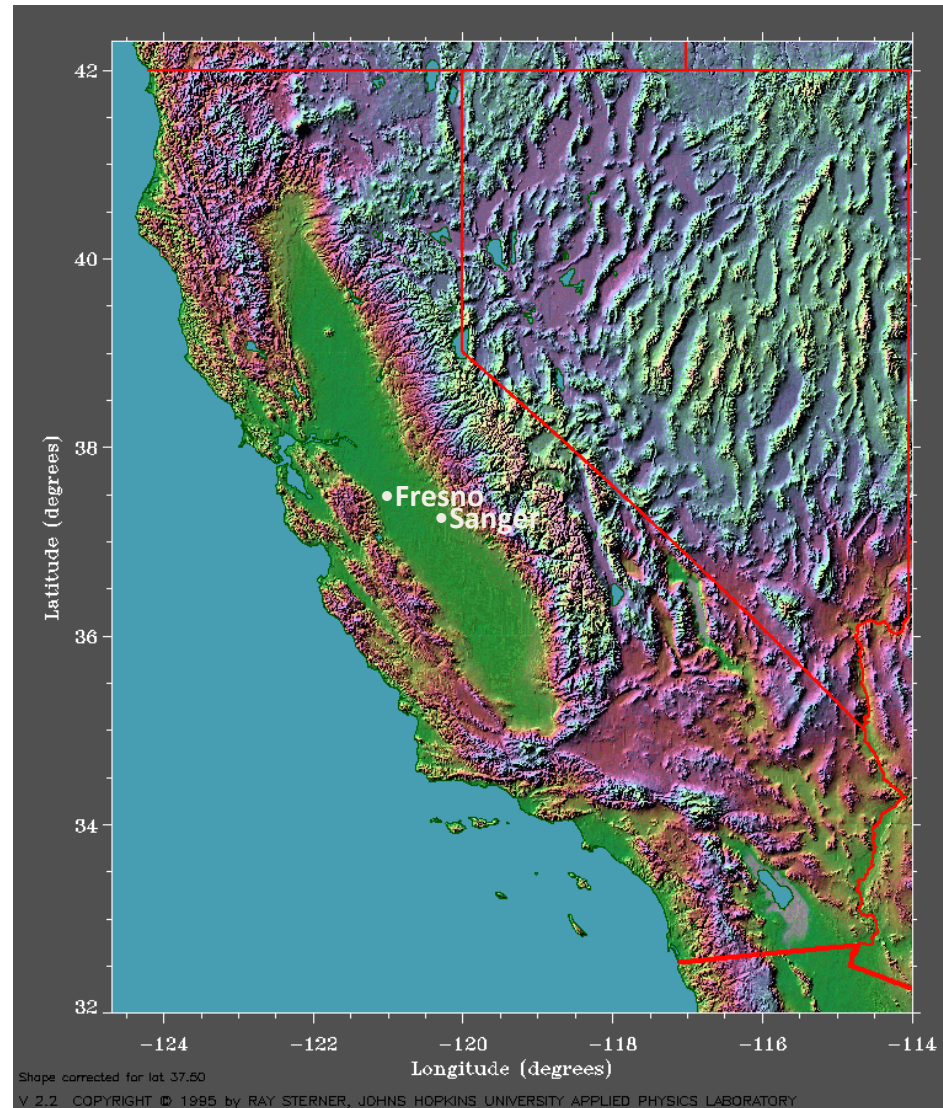 42
40
38
Fresno
Sanger
36
34
32
Latitude (degrees)
-124
-122
-120
-118
-116
-114
Longitude (degrees)
Shape corrected for lat 37.50
V 2.2 COPYRIGHT © 1995 by RAY STERNER, JOHNS HOPKINS UNIVERSITY APPLIED PHYSICS LABORATORY